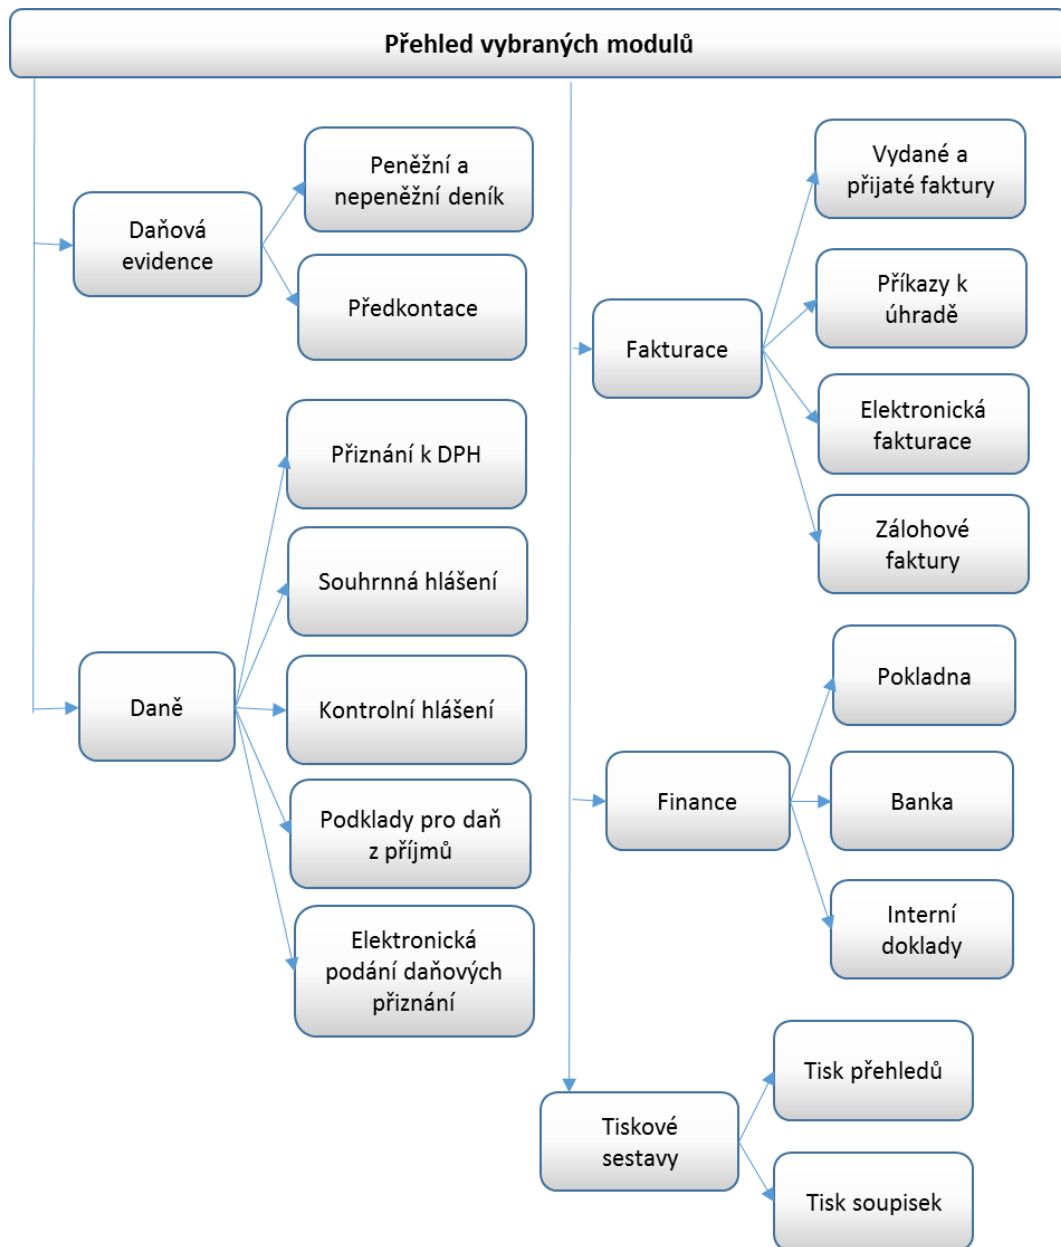 Přehled vybraných modulů
Daňová
evidence
Peněžní a
nepeněžní deník
Předkontace
Daně
Přiznání k DPH
Souhrnná hlášení
Kontrolní hlášení
Podklady pro daň
z příjmů
Elektronická
podání daňových
přiznání
Fakturace
Vydané a
přijaté faktury
Příkazy k
úhradě
Elektronická
fakturace
Zálohové
faktury
Finance
Pokladna
Banka
Interní
doklady
Tiskové
sestavy
Tisk přehledů
Tisk soupisek